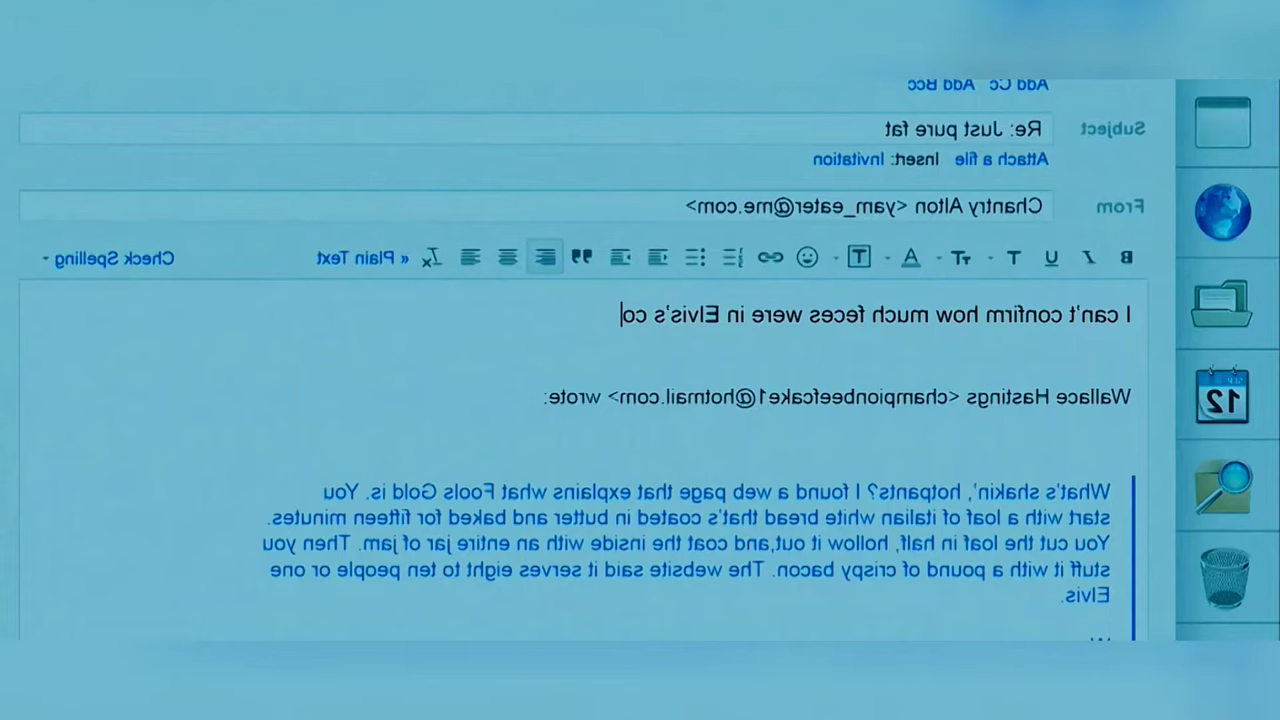 Add Cc Add Bcc
Subject Re: Just pure fat
Attach a file Insert: Invitation
From Chantry Alton <yam_eater@me.com>
B I U T TT A T « Plain Text Check Spelling
I can't confirm how much feces were in Elvis's co
Wallace Hastings <championbeefcake1@hotmail.com> wrote:
12
What's shakin', hotpants? I found a web page that explains what Fools Gold is. You
start with a loaf of italian white bread that's coated in butter and baked for fifteen minutes.
You cut the loaf in half, hollow it out,and coat the inside with an entire jar of jam. Then you
stuff it with a pound of crispy bacon. The website said it serves eight to ten people or one
Elvis.